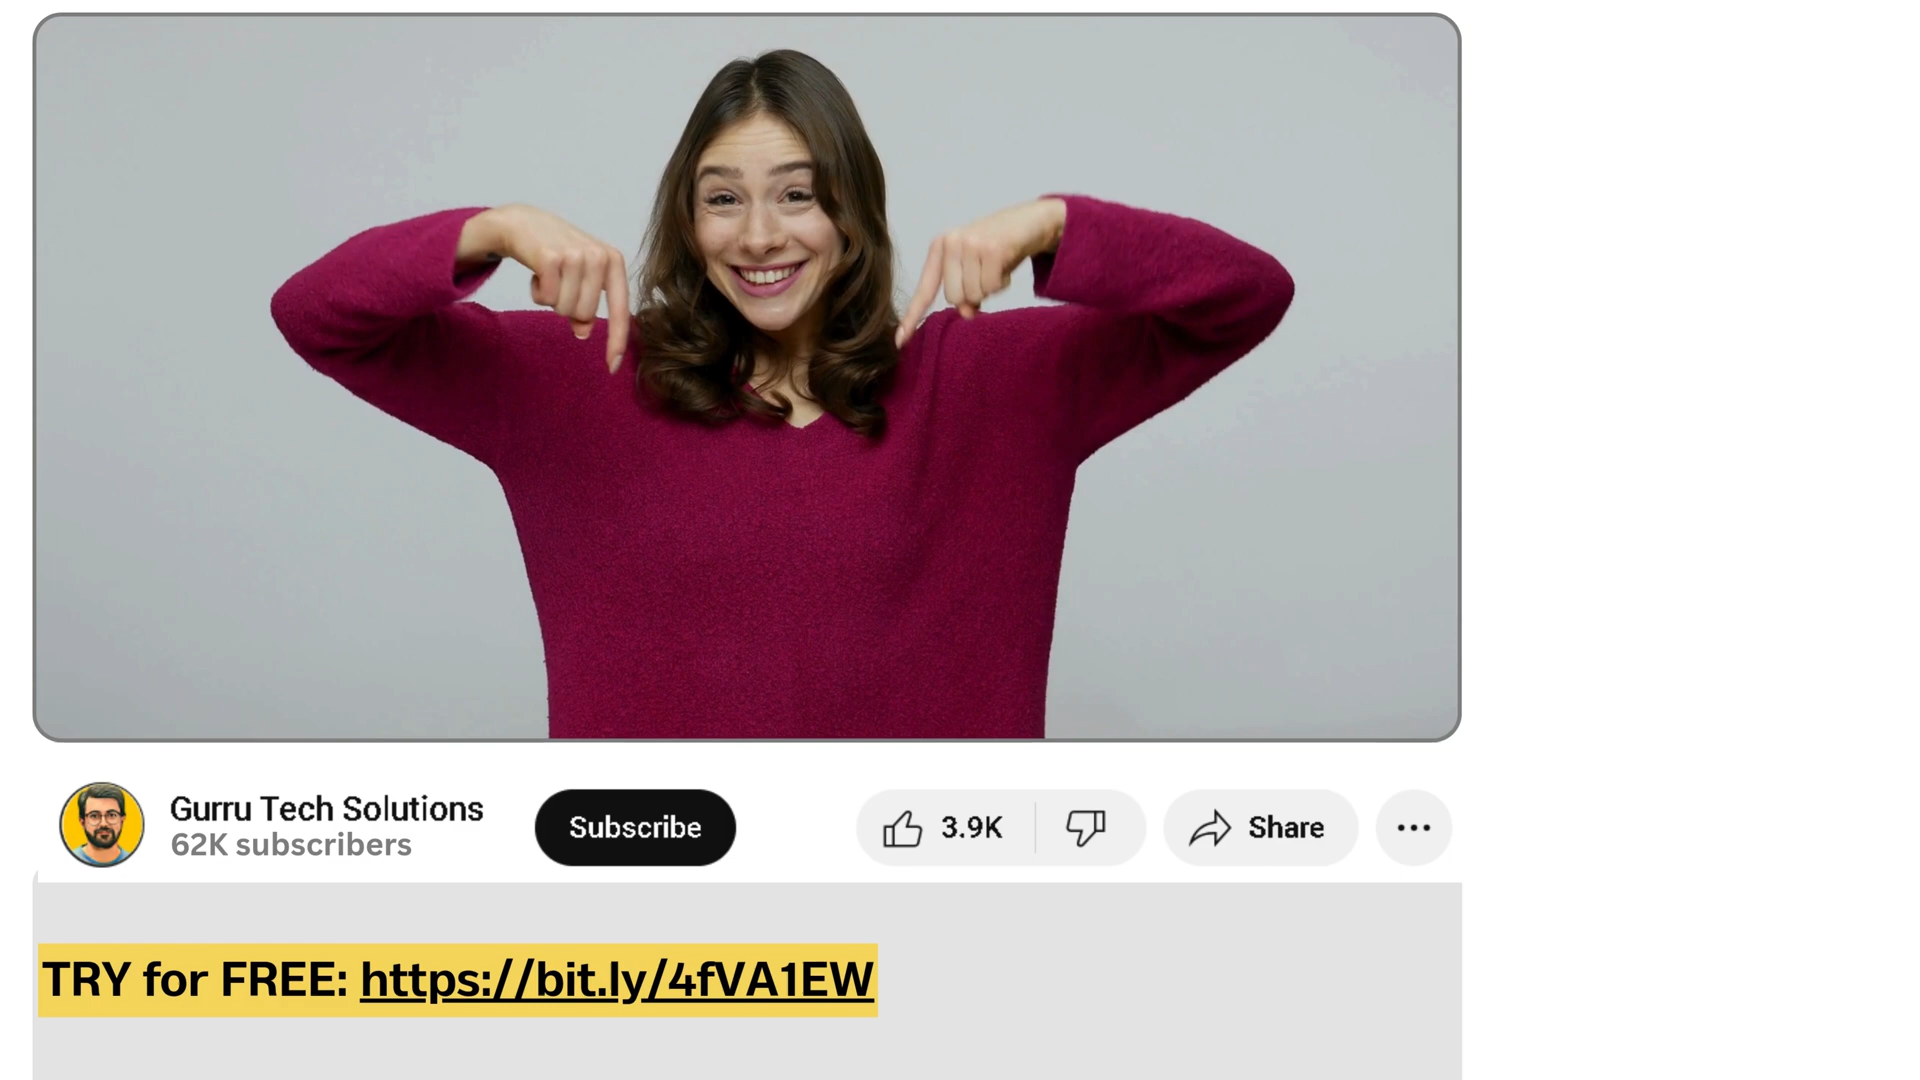 Gurru Tech Solutions
62K subscribers
Subscribe
3.9K
Share
TRY for FREE: https://bit.ly/4fVA1EW